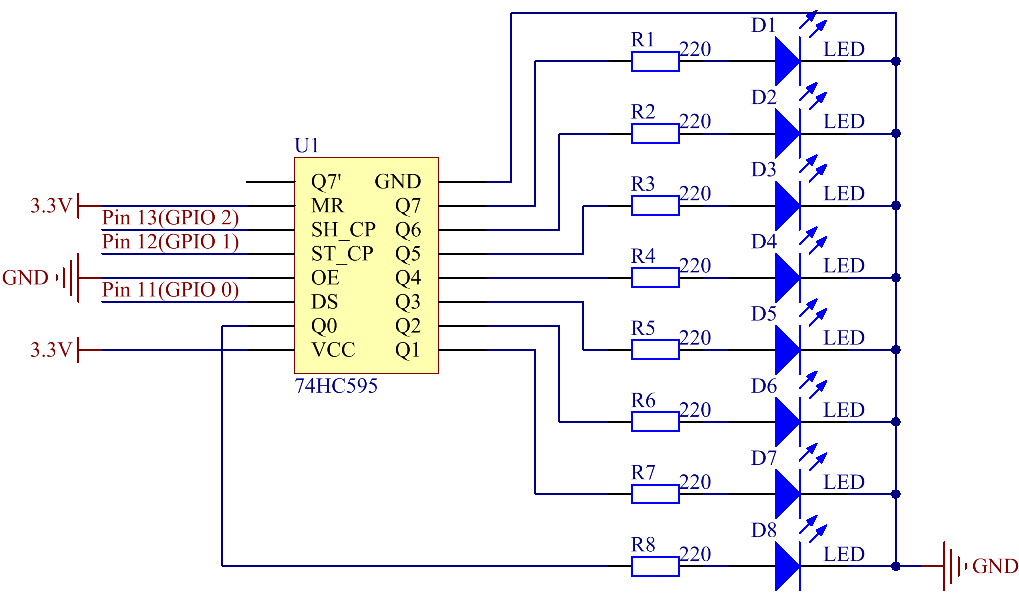 D1
R1 220 LED
D2
R2 220 LED
U1
D3
Q7' GND
R3 220 LED
3.3V MR Q7
Pin 13(GPIO 2) SH_CP Q6
Pin 12(GPIO 1) ST_CP Q5
D4
R4 220 LED
GND OE Q4
Pin 11(GPIO 0) DS Q3
D5
Q0 Q2
R5 220 LED
3.3V VCC Q1
74HC595
D6
R6 220 LED
D7
R7 220 LED
D8
R8 220 LED
GND